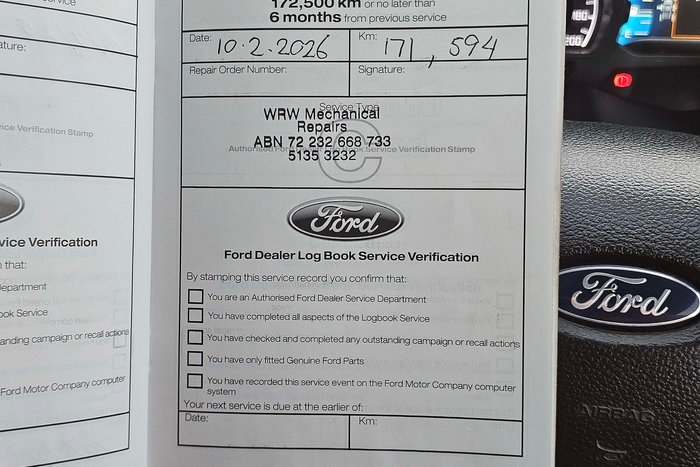 172,500 km or no later than
6 months from previous service
Date: 10.2.2026 Km: 171,594
Repair Order Number: Signature:
Service Type
WRW Mechanical
Repairs
ABN 72 232 668 733
5135 3232
C
Service Verification Stamp
Ford
Ford Dealer Log Book Service Verification
By stamping this service record you confirm that:
You are an Authorised Ford Dealer Service Department
You have completed all aspects of the Logbook Service
You have checked and completed any outstanding campaign or recall actions
You have only fitted Genuine Ford Parts
You have recorded this service event on the Ford Motor Company computer
system
Your next service is due at the earlier of:
Date: Km:
ature:
vice Verification Stamp
vice Verification
n that:
epartment
ook Service
anding campaign or recall actions
Ford Motor Company computer
Ford
AIRBAG
200